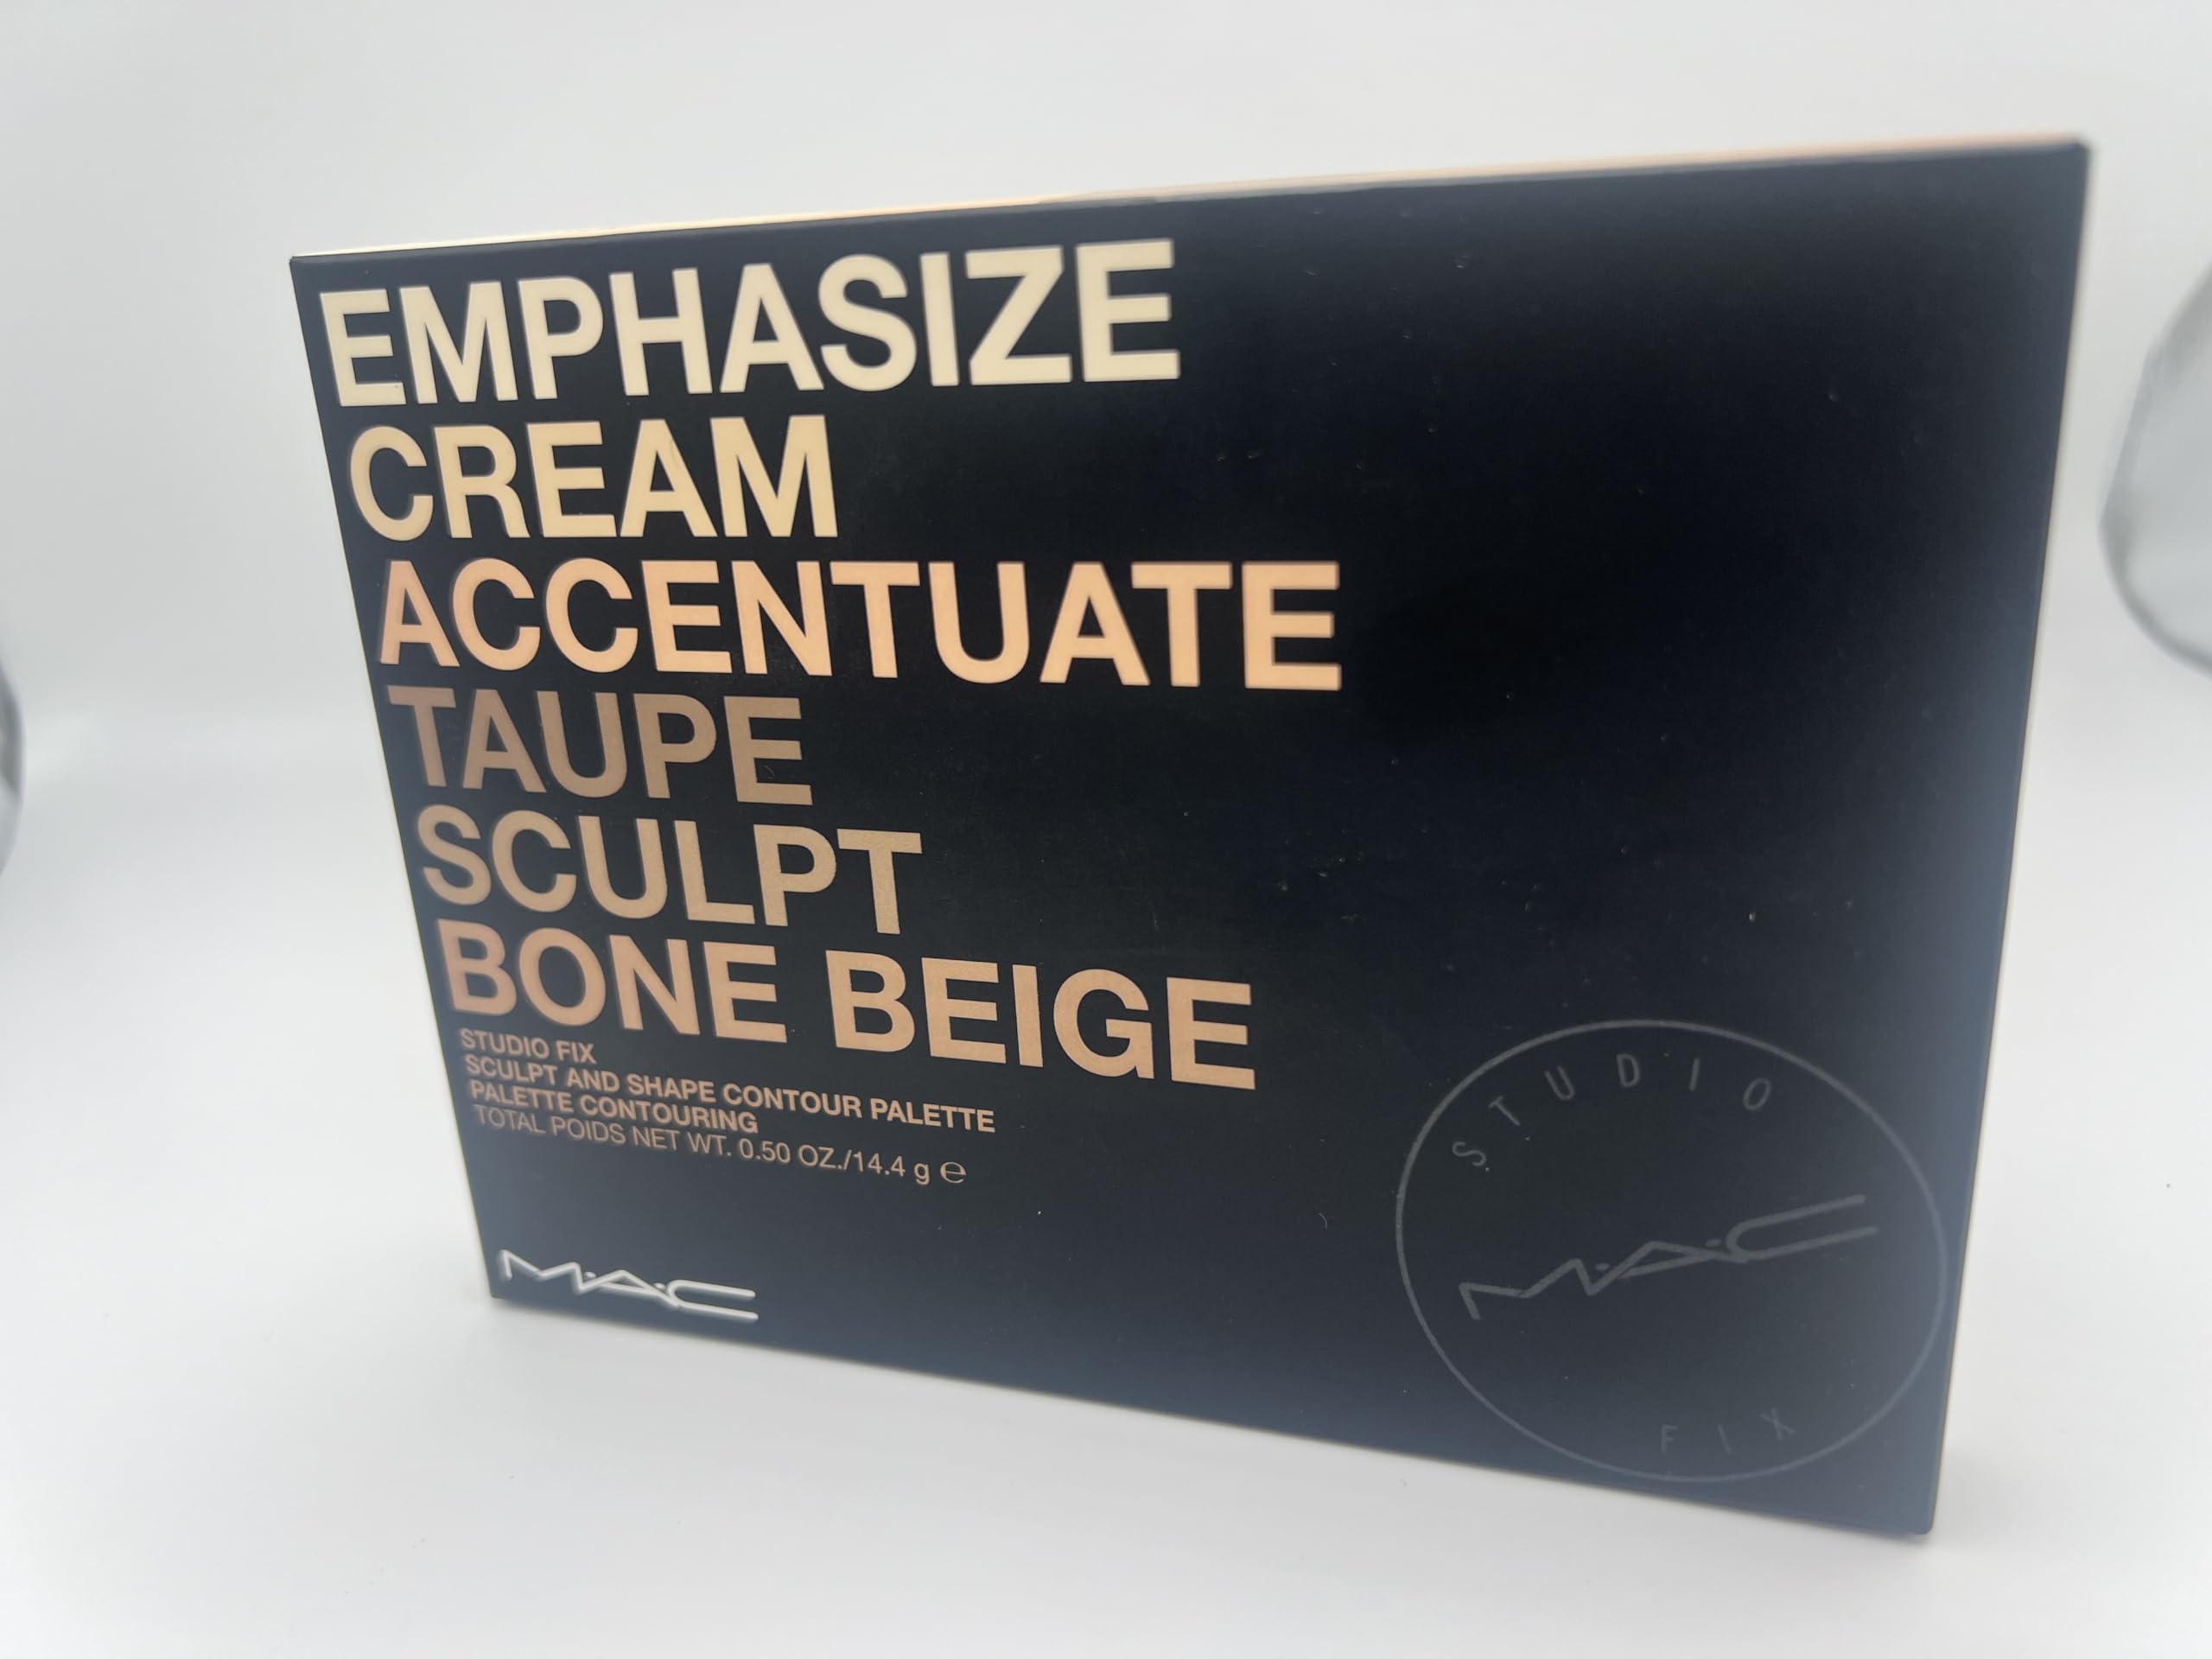 EMPHASIZE
CREAM
ACCENTUATE
TAUPE
SCULPT
BONE BEIGE
STUDIO FIX
SCULPT AND SHAPE CONTOUR PALETTE
PALETTE CONTOURING
TOTAL POIDS NET WT. 0.50 OZ./14.4 g ℮
M·A·C
STUDIO
M·A·C
FIX